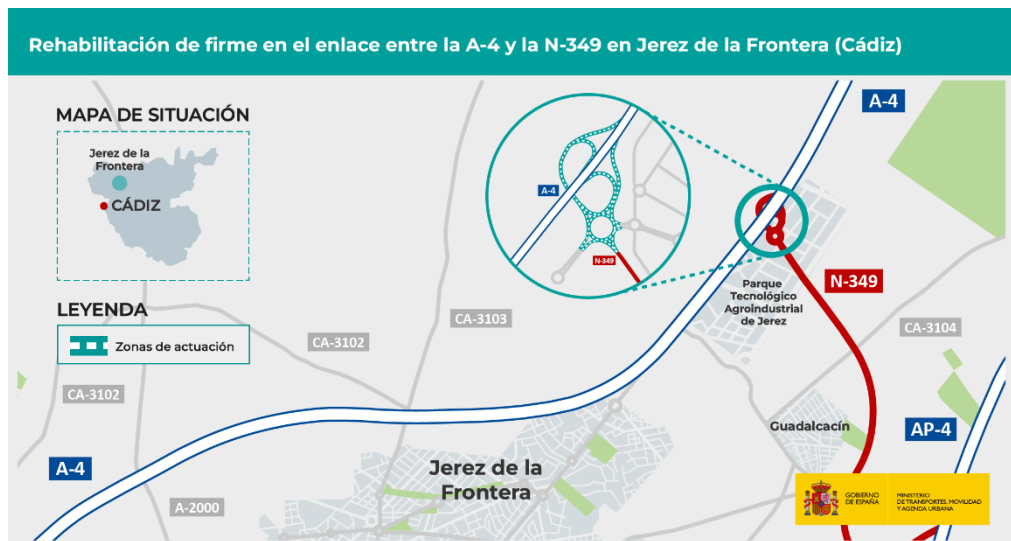 Rehabilitación de firme en el enlace entre la A-4 y la N-349 en Jerez de la Frontera (Cádiz)
MAPA DE SITUACIÓN
Jerez de la
Frontera
CÁDIZ
LEYENDA
Zonas de actuación
A-4
A-4
N-349
N-349
Parque
Tecnológico
Agroindustrial
de Jerez
CA-3103
CA-3102
CA-3104
CA-3102
Guadalcacín
AP-4
A-4
Jerez de la
Frontera
A-2000
GOBIERNO
DE ESPAÑA
MINISTERIO
DE TRANSPORTES, MOVILIDAD
Y AGENDA URBANA